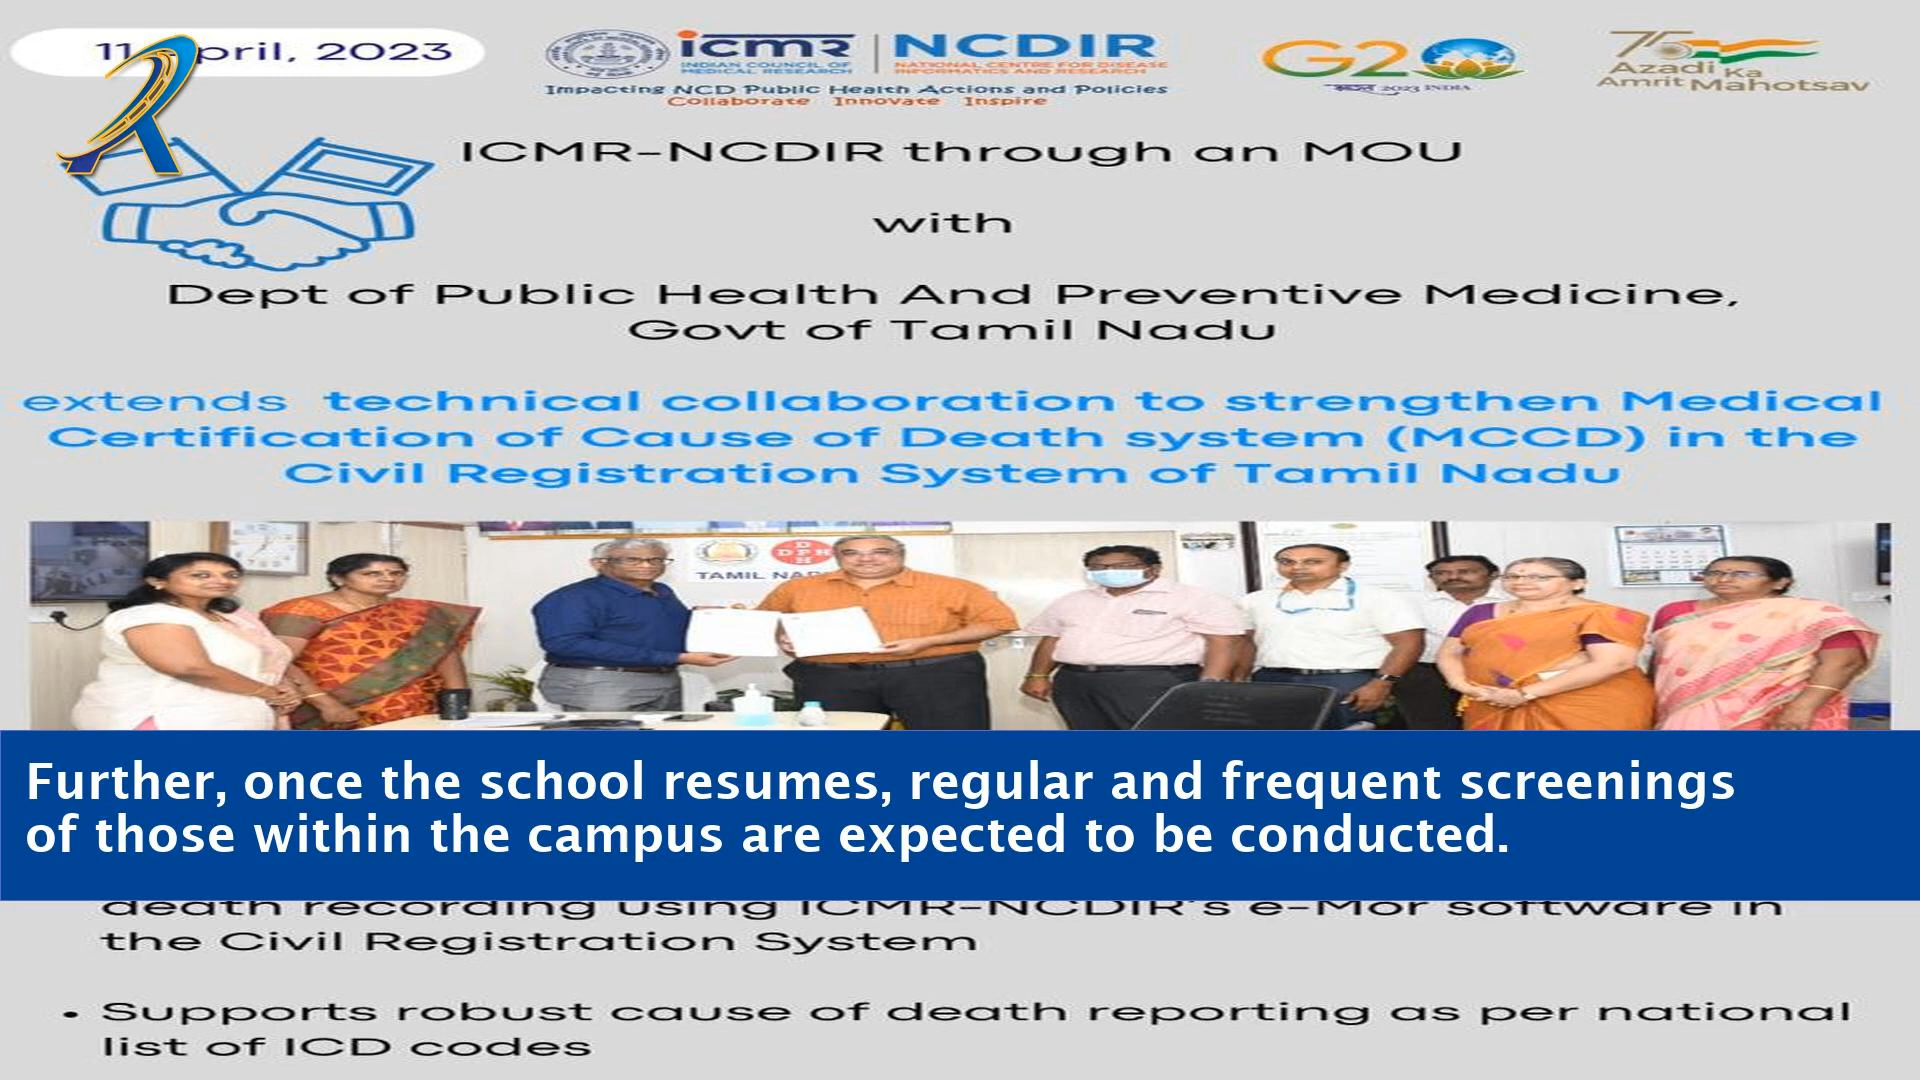 11 April, 2023
icmr
INDIAN COUNCIL OF
MEDICAL RESEARCH
NCDIR
NATIONAL CENTRE FOR DISEASE
INFORMATICS AND RESEARCH
Impacting NCD Public Health Actions and Policies
Collaborate Innovate Inspire
G20
2023 INDIA
75
Azadi Ka
Amrit Mahotsav
ICMR-NCDIR through an MOU
with
Dept of Public Health And Preventive Medicine,
Govt of Tamil Nadu
extends technical collaboration to strengthen Medical
Certification of Cause of Death system (MCCD) in the
Civil Registration System of Tamil Nadu
DPH
TAMIL
Further, once the school resumes, regular and frequent screenings
of those within the campus are expected to be conducted.
death recording using ICMR-NCDIR's e-Mor software in
the Civil Registration System
• Supports robust cause of death reporting as per national
list of ICD codes